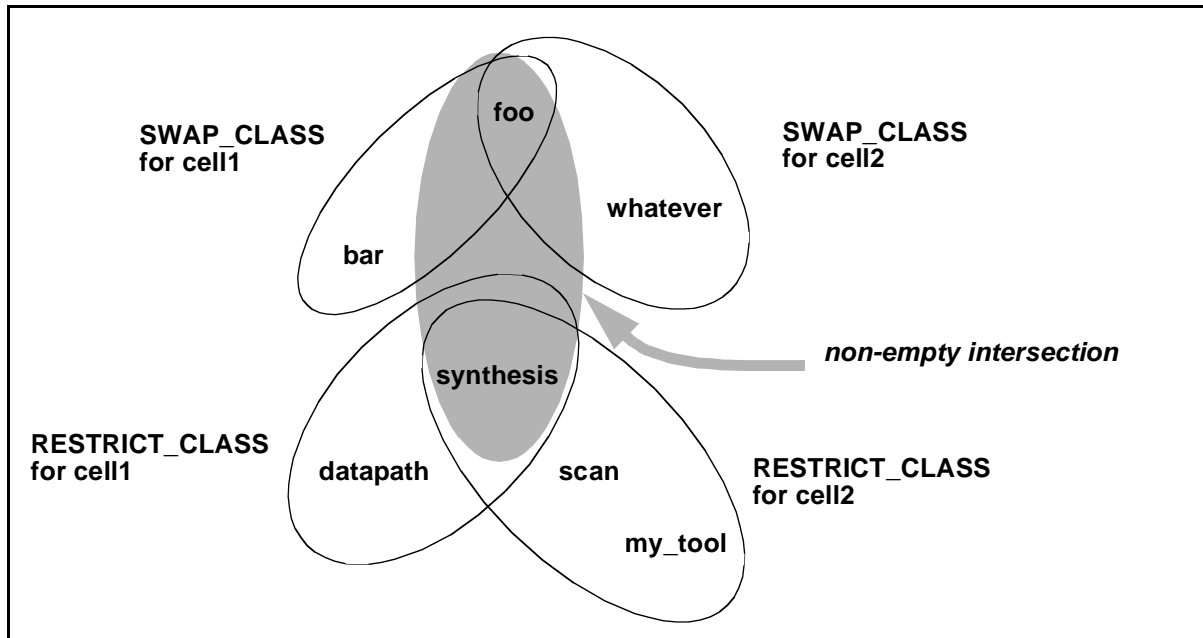 foo
SWAP_CLASS
for cell1
SWAP_CLASS
for cell2
whatever
bar
non-empty intersection
synthesis
RESTRICT_CLASS
for cell1
datapath
scan
RESTRICT_CLASS
for cell2
my_tool